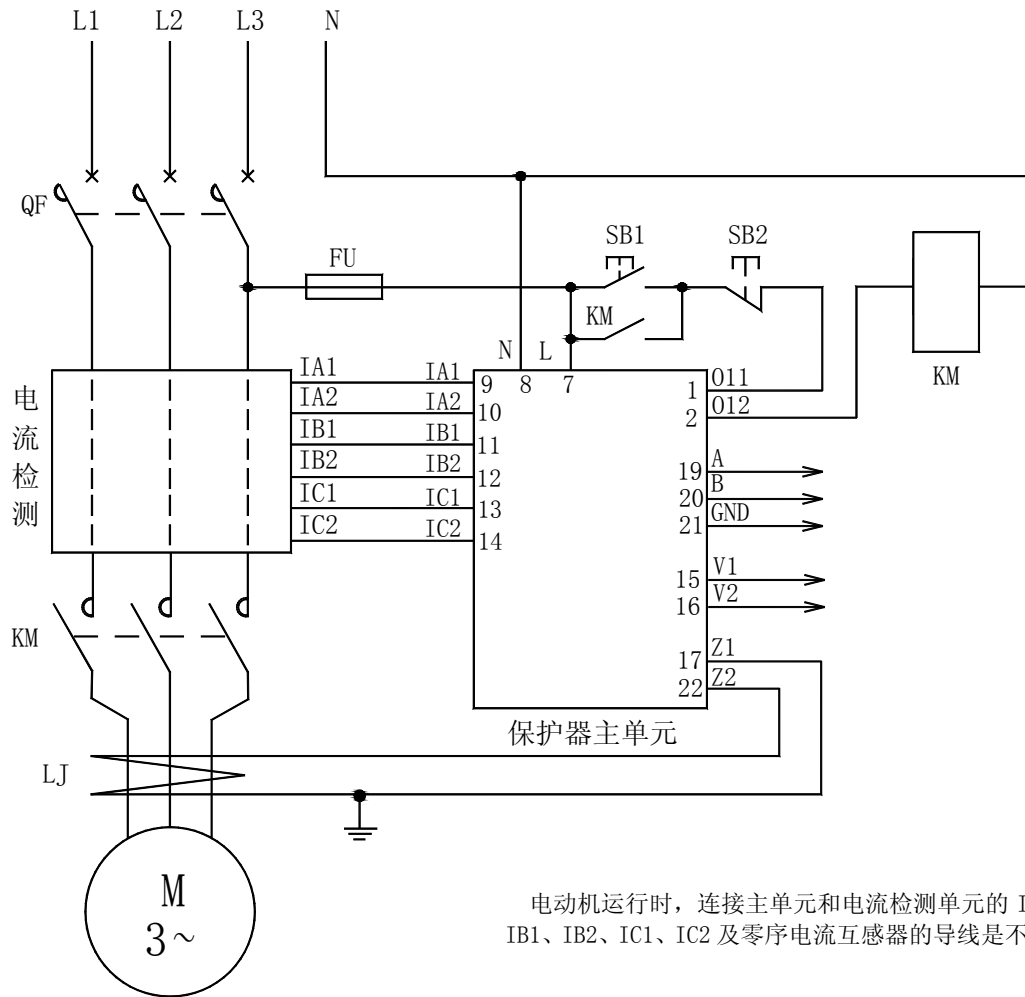 L1 L2 L3 N
QF
FU
SB1 SB2
KM
KM
N L
8 7
电流检测
IA1 IA1 9
IA2 IA2 10
IB1 IB1 11
IB2 IB2 12
IC1 IC1 13
IC2 IC2 14
1 011
2 012
19 A
20 B
21 GND
15 V1
16 V2
17 Z1
22 Z2
KM
保护器主单元
LJ
M
3~
电动机运行时，连接主单元和电流检测单元的 I
IB1、IB2、IC1、IC2 及零序电流互感器的导线是不